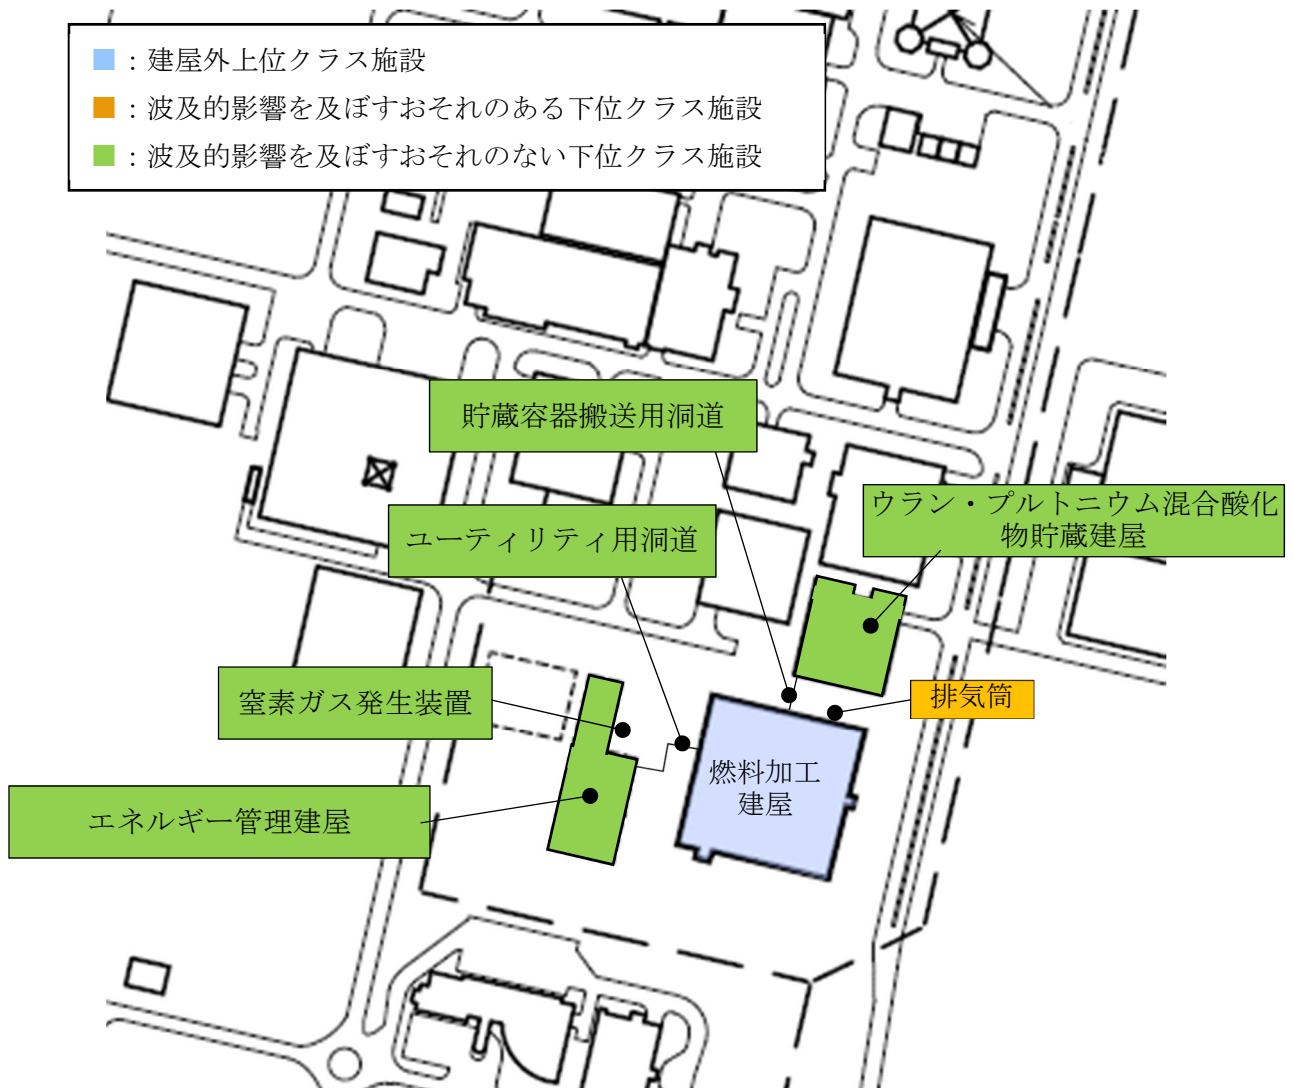 ■：建屋外上位クラス施設
■：波及的影響を及ぼすおそれのある下位クラス施設
■：波及的影響を及ぼすおそれのない下位クラス施設
貯蔵容器搬送用洞道
ウラン・プルトニウム混合酸化
物貯蔵建屋
ユーティリティ用洞道
窒素ガス発生装置
排気筒
燃料加工
建屋
エネルギー管理建屋